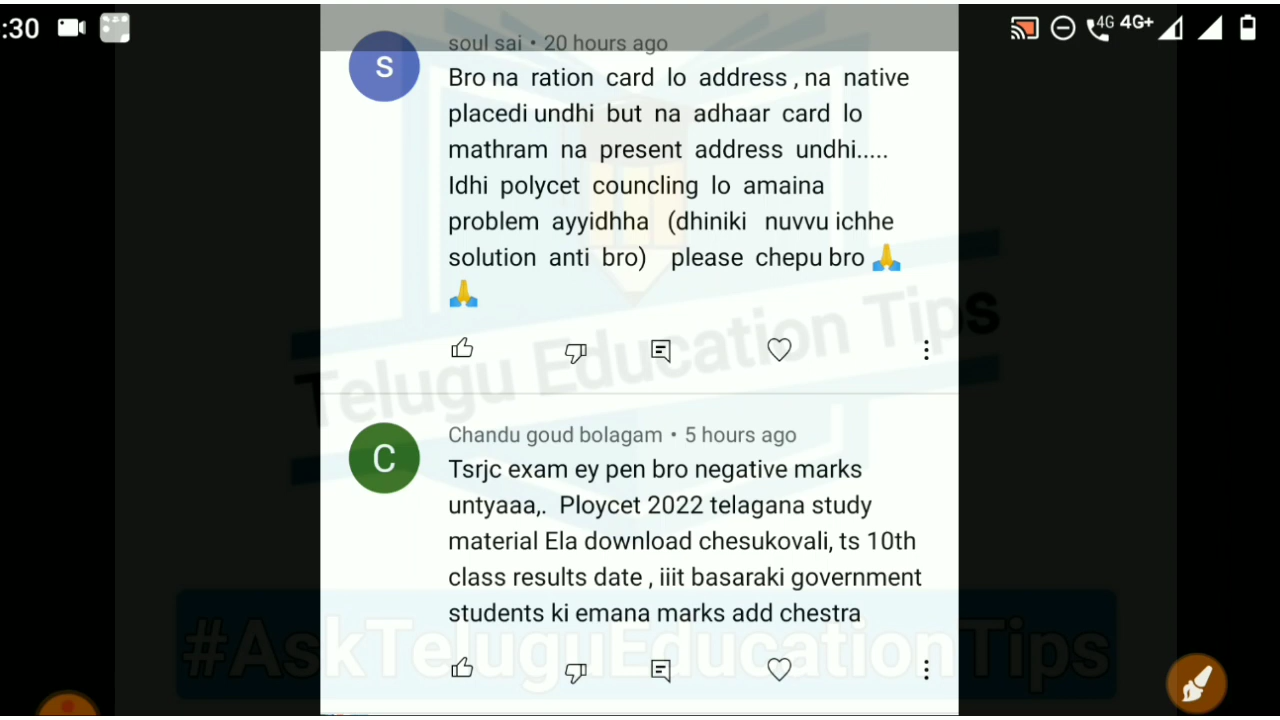 :30
4G 4G+
S
soul sai • 20 hours ago
Bro na ration card lo address , na native
placedi undhi but na adhaar card lo
mathram na present address undhi.....
Idhi polycet councling lo amaina
problem ayyidhha (dhiniki nuvvu ichhe
solution anti bro) please chepu bro 🙏
🙏
Telugu Education Tips
C
Chandu goud bolagam • 5 hours ago
Tsrjc exam ey pen bro negative marks
untyaaa,. Ploycet 2022 telagana study
material Ela download chesukovali, ts 10th
class results date , iiit basaraki government
students ki emana marks add chestra
#AskTeluguEducationTips